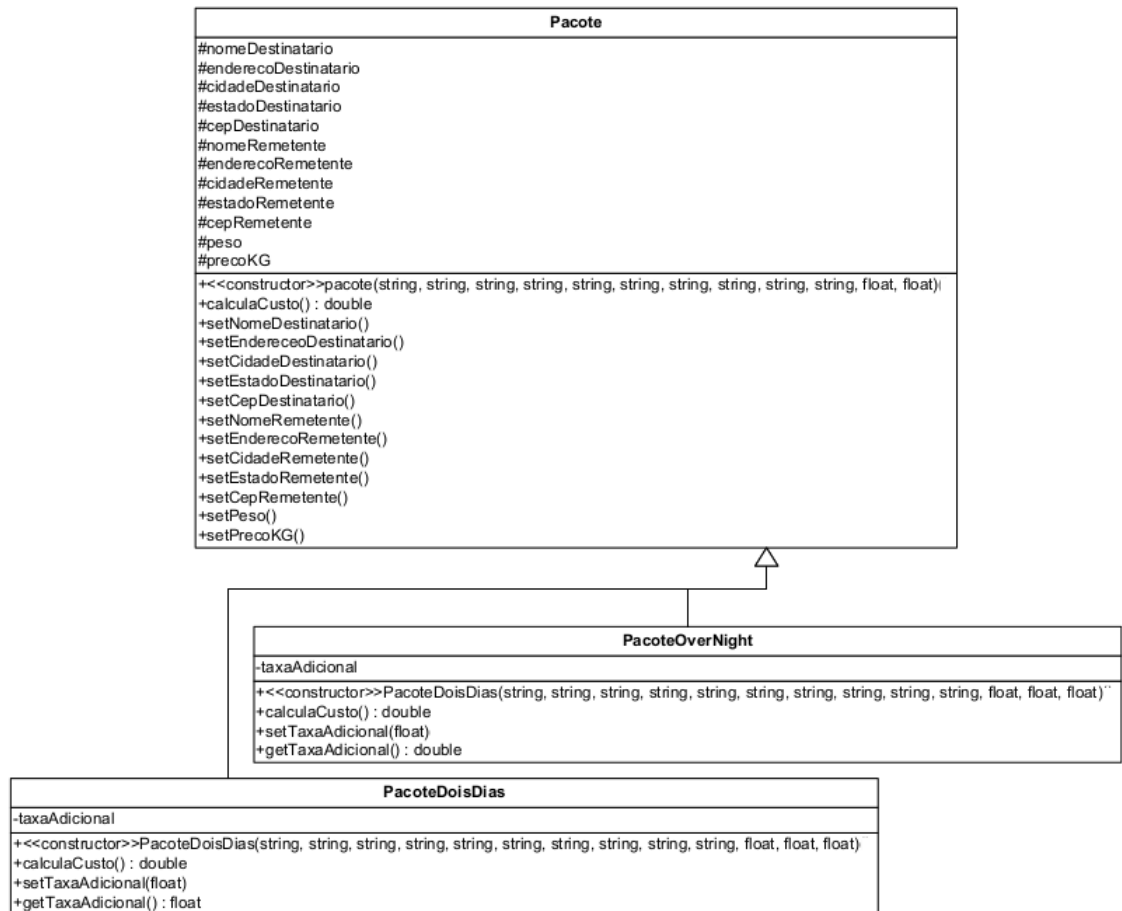 Pacote
#nomeDestinatario
#enderecoDestinatario
#cidadeDestinatario
#estadoDestinatario
#cepDestinatario
#nomeRemetente
#enderecoRemetente
#cidadeRemetente
#estadoRemetente
#cepRemetente
#peso
#precoKG
+<<constructor>>pacote(string, string, string, string, string, string, string, string, string, string, float, float)
+calculaCusto() : double
+setNomeDestinatario()
+setEndereceoDestinatario()
+setCidadeDestinatario()
+setEstadoDestinatario()
+setCepDestinatario()
+setNomeRemetente()
+setEnderecoRemetente()
+setCidadeRemetente()
+setEstadoRemetente()
+setCepRemetente()
+setPeso()
+setPrecoKG()
PacoteOverNight
-taxaAdicional
+<<constructor>>PacoteDoisDias(string, string, string, string, string, string, string, string, string, string, float, float, float)
+calculaCusto() : double
+setTaxaAdicional(float)
+getTaxaAdicional() : double
PacoteDoisDias
-taxaAdicional
+<<constructor>>PacoteDoisDias(string, string, string, string, string, string, string, string, string, string, float, float, float)
+calculaCusto() : double
+setTaxaAdicional(float)
+getTaxaAdicional() : float